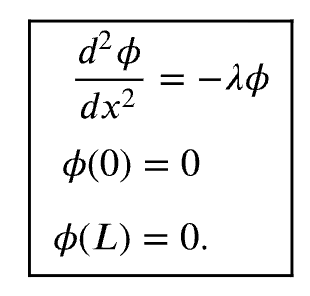 d²ϕ/dx² = −λϕ
ϕ(0) = 0
ϕ(L) = 0.